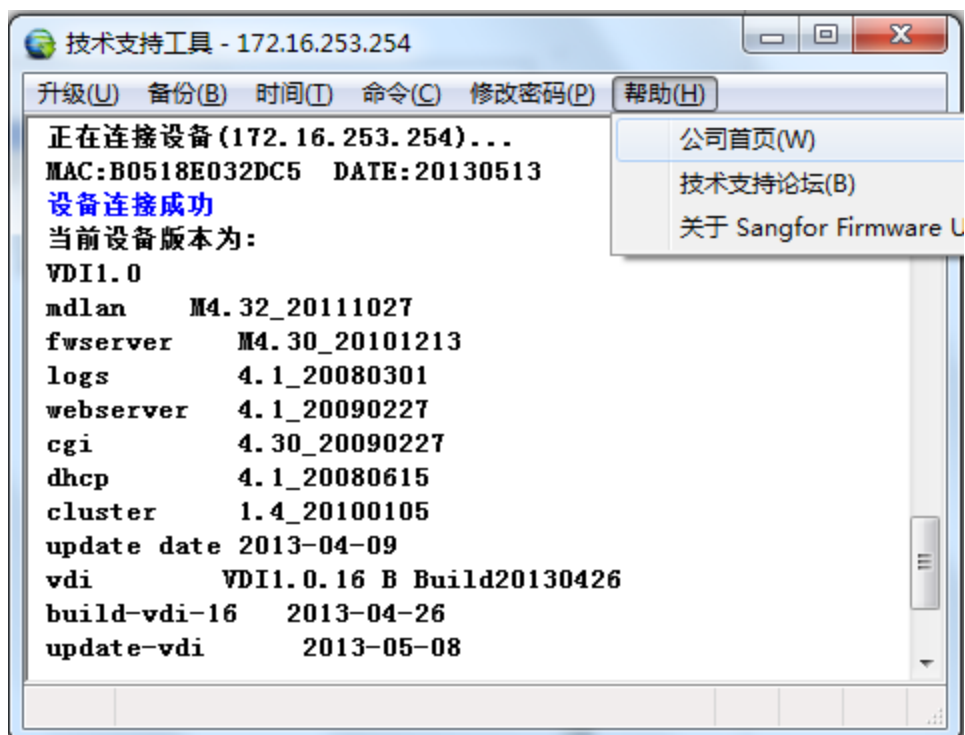 技术支持工具 - 172.16.253.254
升级(U) 备份(B) 时间(T) 命令(C) 修改密码(P) 帮助(H)
公司首页(W)
技术支持论坛(B)
关于 Sangfor Firmware U
正在连接设备(172.16.253.254)...
MAC:B0518E032DC5 DATE:20130513
设备连接成功
当前设备版本为:
VDI1.0
mdlan M4.32_20111027
fwserver M4.30_20101213
logs 4.1_20080301
webserver 4.1_20090227
cgi 4.30_20090227
dhcp 4.1_20080615
cluster 1.4_20100105
update date 2013-04-09
vdi VDI1.0.16 B Build20130426
build-vdi-16 2013-04-26
update-vdi 2013-05-08